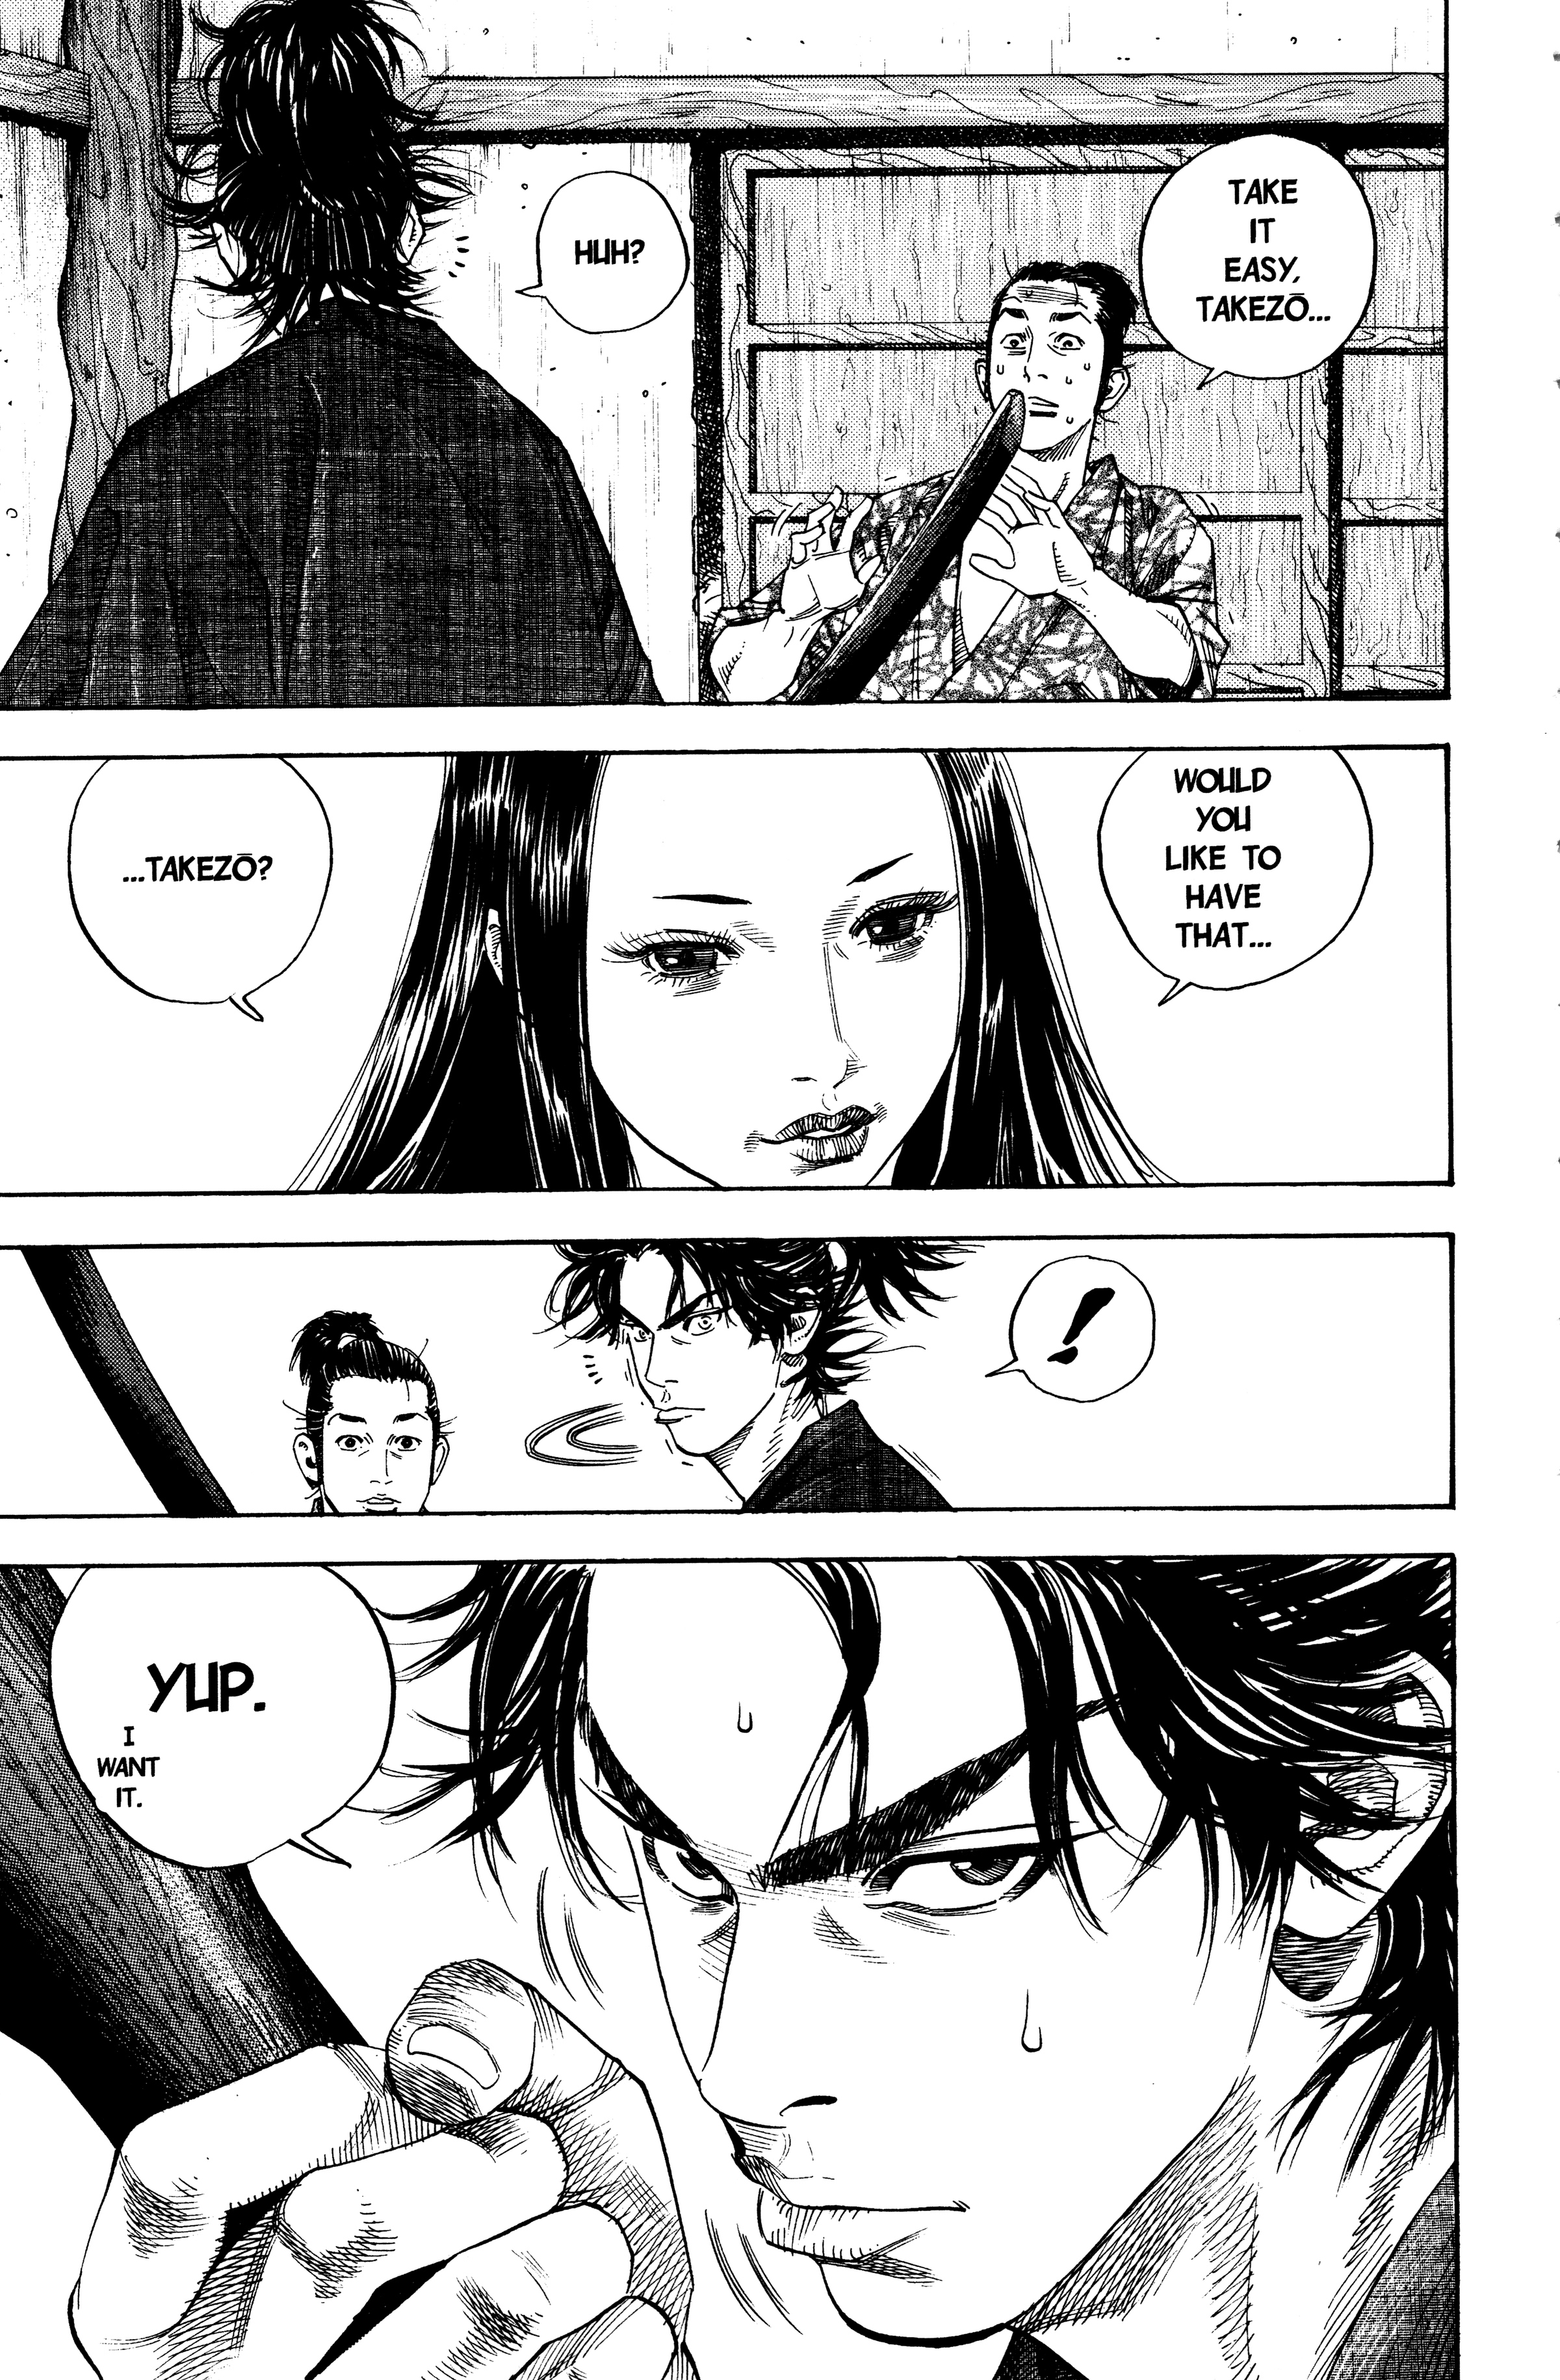 TAKE
IT
EASY,
TAKEZŌ...
HUH?
WOULD
YOU
LIKE TO
HAVE
THAT...
...TAKEZŌ?
!
YUP.
I
WANT
IT.